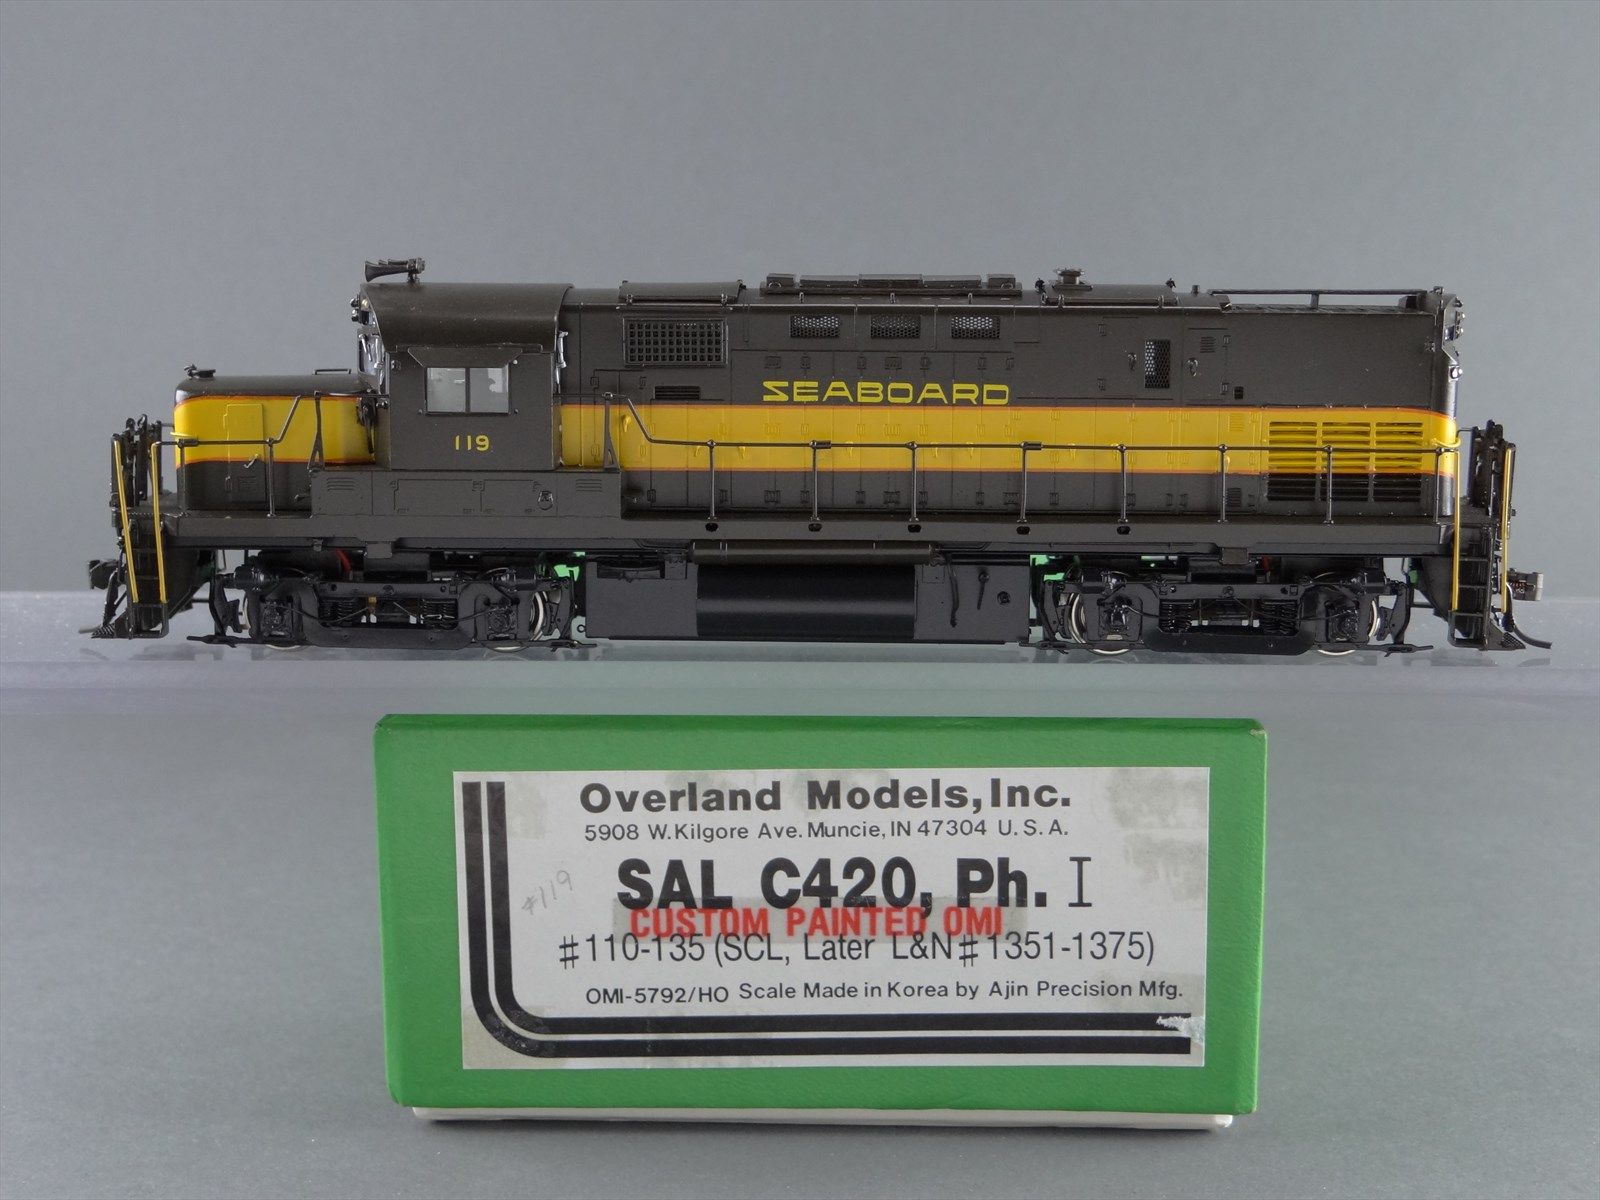 SEABOARD
119
Overland Models, Inc.
5908 W. Kilgore Ave. Muncie, IN 47304 U. S. A.
#119
SAL C420, Ph. I
CUSTOM PAINTED OMI
#110-135 (SCL, Later L&N #1351-1375)
OMI-5792/HO Scale Made in Korea by Ajin Precision Mfg.